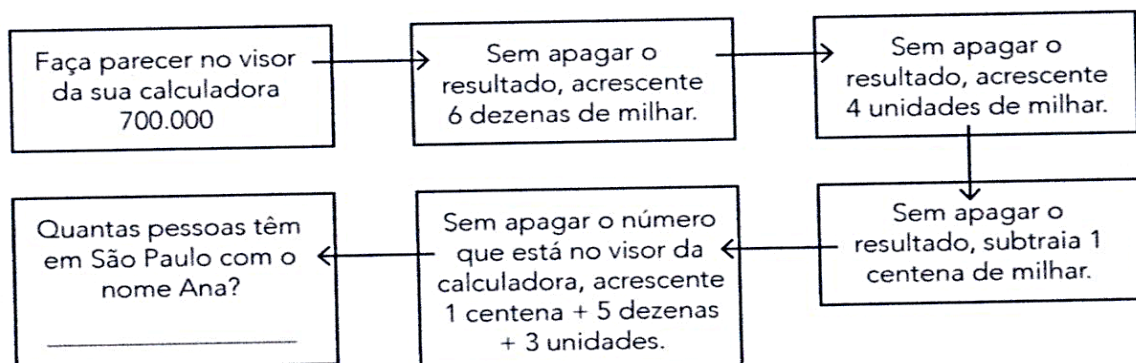 Faça parecer no visor
da sua calculadora
700.000
Sem apagar o
resultado, acrescente
6 dezenas de milhar.
Sem apagar o
resultado, acrescente
4 unidades de milhar.
Sem apagar o
resultado, subtraia 1
centena de milhar.
Sem apagar o número
que está no visor da
calculadora, acrescente
1 centena + 5 dezenas
+ 3 unidades.
Quantas pessoas têm
em São Paulo com o
nome Ana?